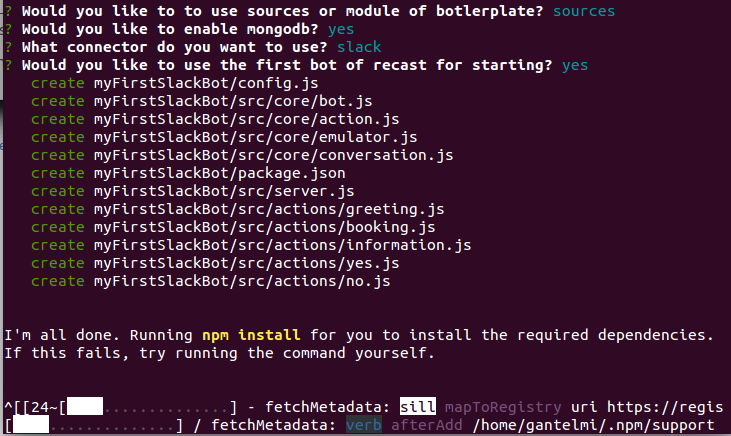 ? Would you like to to use sources or module of botlerplate? sources
? Would you like to enable mongodb? yes
? What connector do you want to use? slack
? Would you like to use the first bot of recast for starting? yes
create myFirstSlackBot/config.js
create myFirstSlackBot/src/core/bot.js
create myFirstSlackBot/src/core/action.js
create myFirstSlackBot/src/core/emulator.js
create myFirstSlackBot/src/core/conversation.js
create myFirstSlackBot/package.json
create myFirstSlackBot/src/server.js
create myFirstSlackBot/src/actions/greeting.js
create myFirstSlackBot/src/actions/booking.js
create myFirstSlackBot/src/actions/information.js
create myFirstSlackBot/src/actions/yes.js
create myFirstSlackBot/src/actions/no.js
I'm all done. Running npm install for you to install the required dependencies.
If this fails, try running the command yourself.
^[[24~[    ..............] - fetchMetadata: sill mapToRegistry uri https://regis
[    ..............] / fetchMetadata: verb afterAdd /home/gantelmi/.npm/support